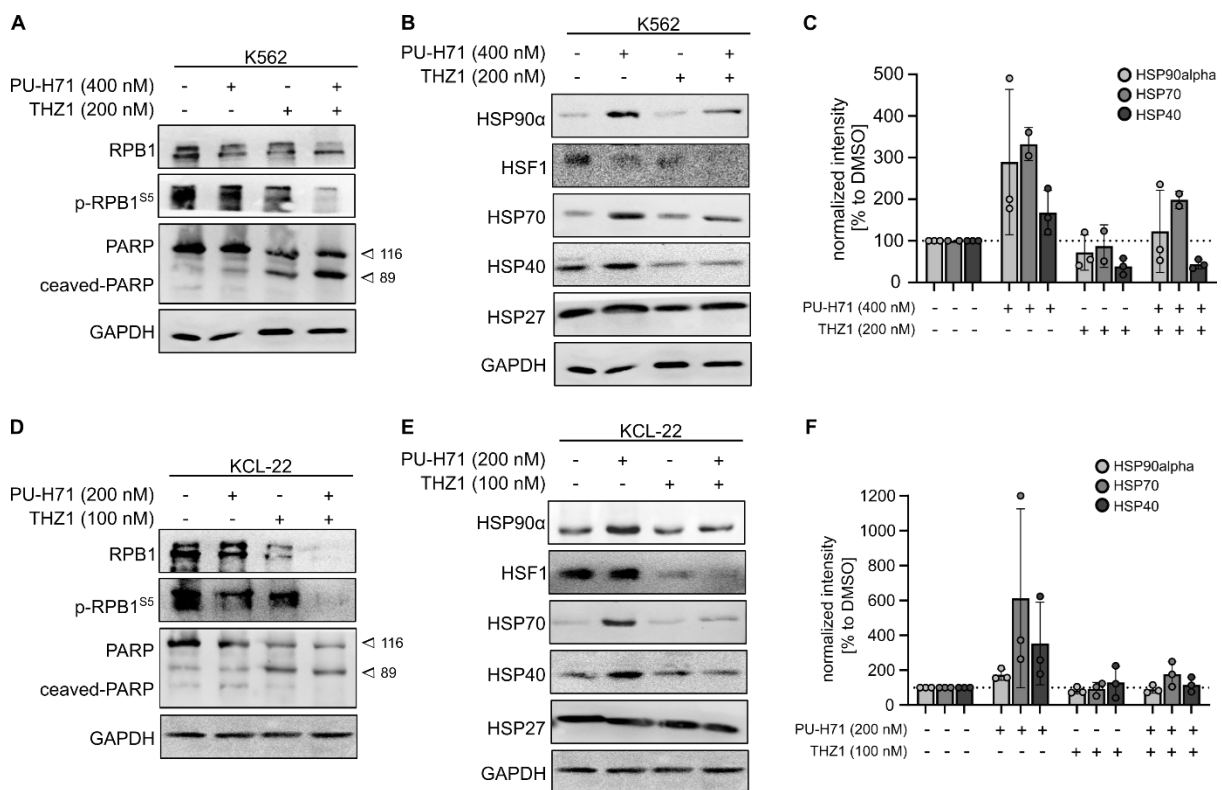 A
K562
PU-H71 (400 nM) - + - +
THZ1 (200 nM) - - + +
RPB1
p-RPB1S5
PARP
◁ 116
ceaved-PARP
◁ 89
GAPDH
B
K562
PU-H71 (400 nM) - + - +
THZ1 (200 nM) - - + +
HSP90α
HSF1
HSP70
HSP40
HSP27
GAPDH
C
HSP90alpha
HSP70
HSP40
normalized intensity
[% to DMSO]
500
400
300
200
100
0
PU-H71 (400 nM) - - - + + + - - - + + +
THZ1 (200 nM) - - - - - - + + + + + +
D
KCL-22
PU-H71 (200 nM) - + - +
THZ1 (100 nM) - - + +
RPB1
p-RPB1S5
PARP
◁ 116
◁ 89
ceaved-PARP
GAPDH
E
KCL-22
PU-H71 (200 nM) - + - +
THZ1 (100 nM) - - + +
HSP90α
HSF1
HSP70
HSP40
HSP27
GAPDH
F
HSP90alpha
HSP70
HSP40
normalized intensity
[% to DMSO]
1200
1000
800
600
400
200
100
0
PU-H71 (200 nM) - - - + + + - - - + + +
THZ1 (100 nM) - - - - - - + + + + + +